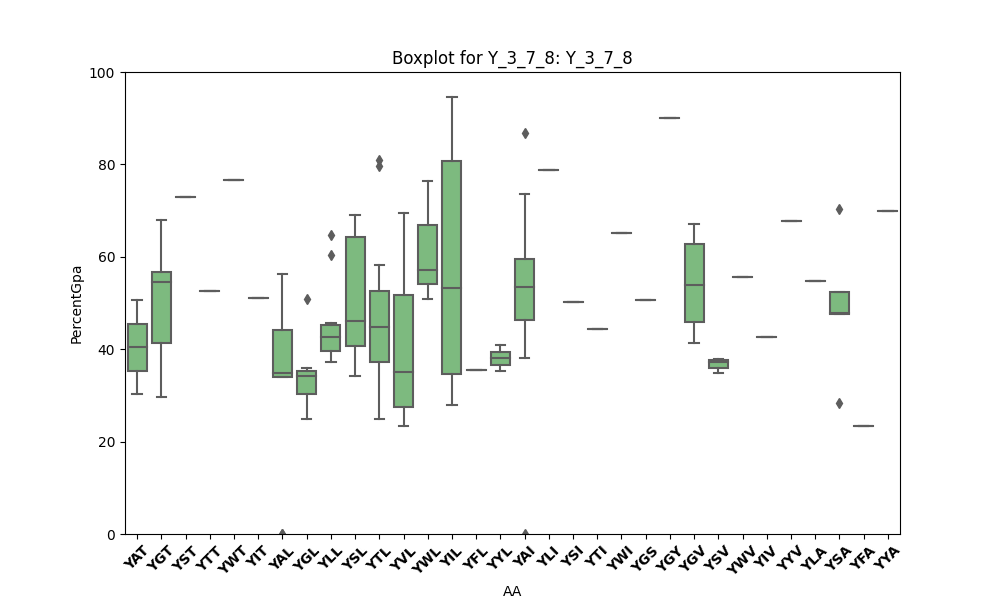 Boxplot for Y_3_7_8: Y_3_7_8
100
80
60
40
20
0
PercentGpa
YAT YGT YST YTT YWT YIT YAL YGL YLL YSL YTL YVL YWL YIL YFL YYL YAI YLI YSI YTI YWI YGS YGY YGV YSV YWV YIV YYV YLA YSA YFA YYA
AA